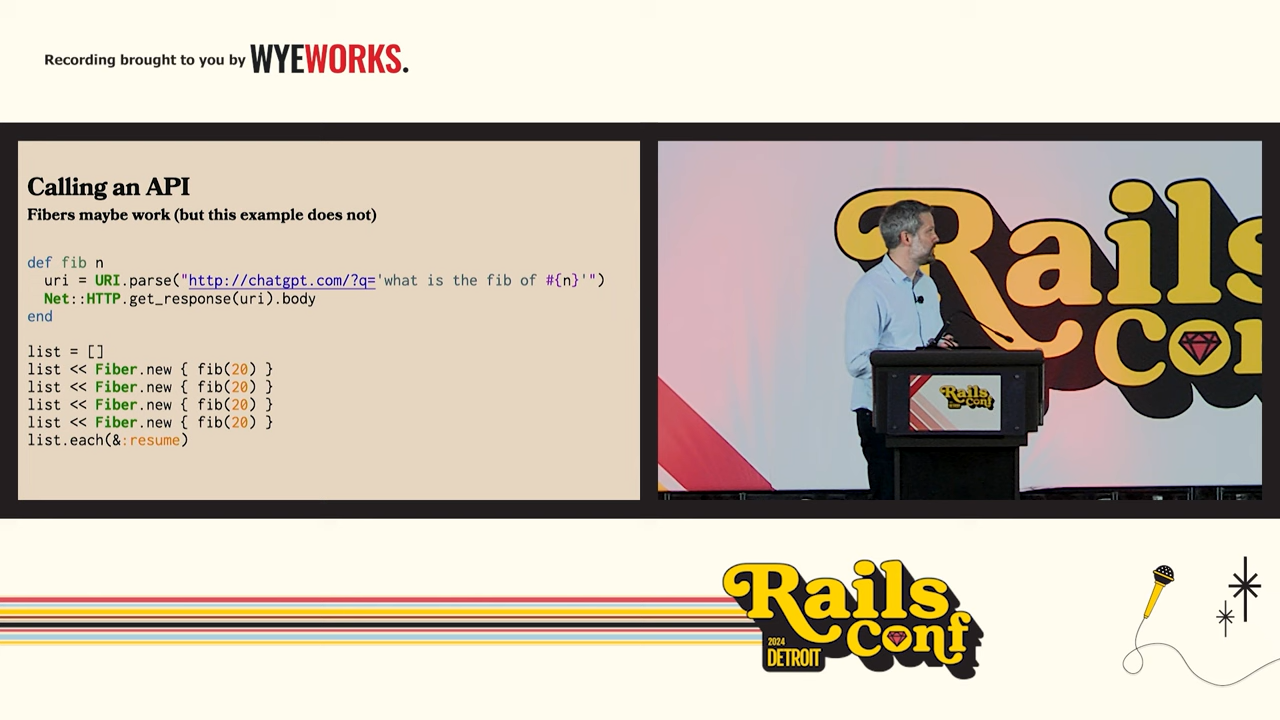 Recording brought to you by WYEWORKS.
Calling an API
Fibers maybe work (but this example does not)
def fib n
  uri = URI.parse("http://chatgpt.com/?q='what is the fib of #{n}'")
  Net::HTTP.get_response(uri).body
end
list = []
list << Fiber.new { fib(20) }
list << Fiber.new { fib(20) }
list << Fiber.new { fib(20) }
list << Fiber.new { fib(20) }
list.each(&:resume)
Rails
Con
Rails
Conf
Rails
Conf
2024
DETROIT